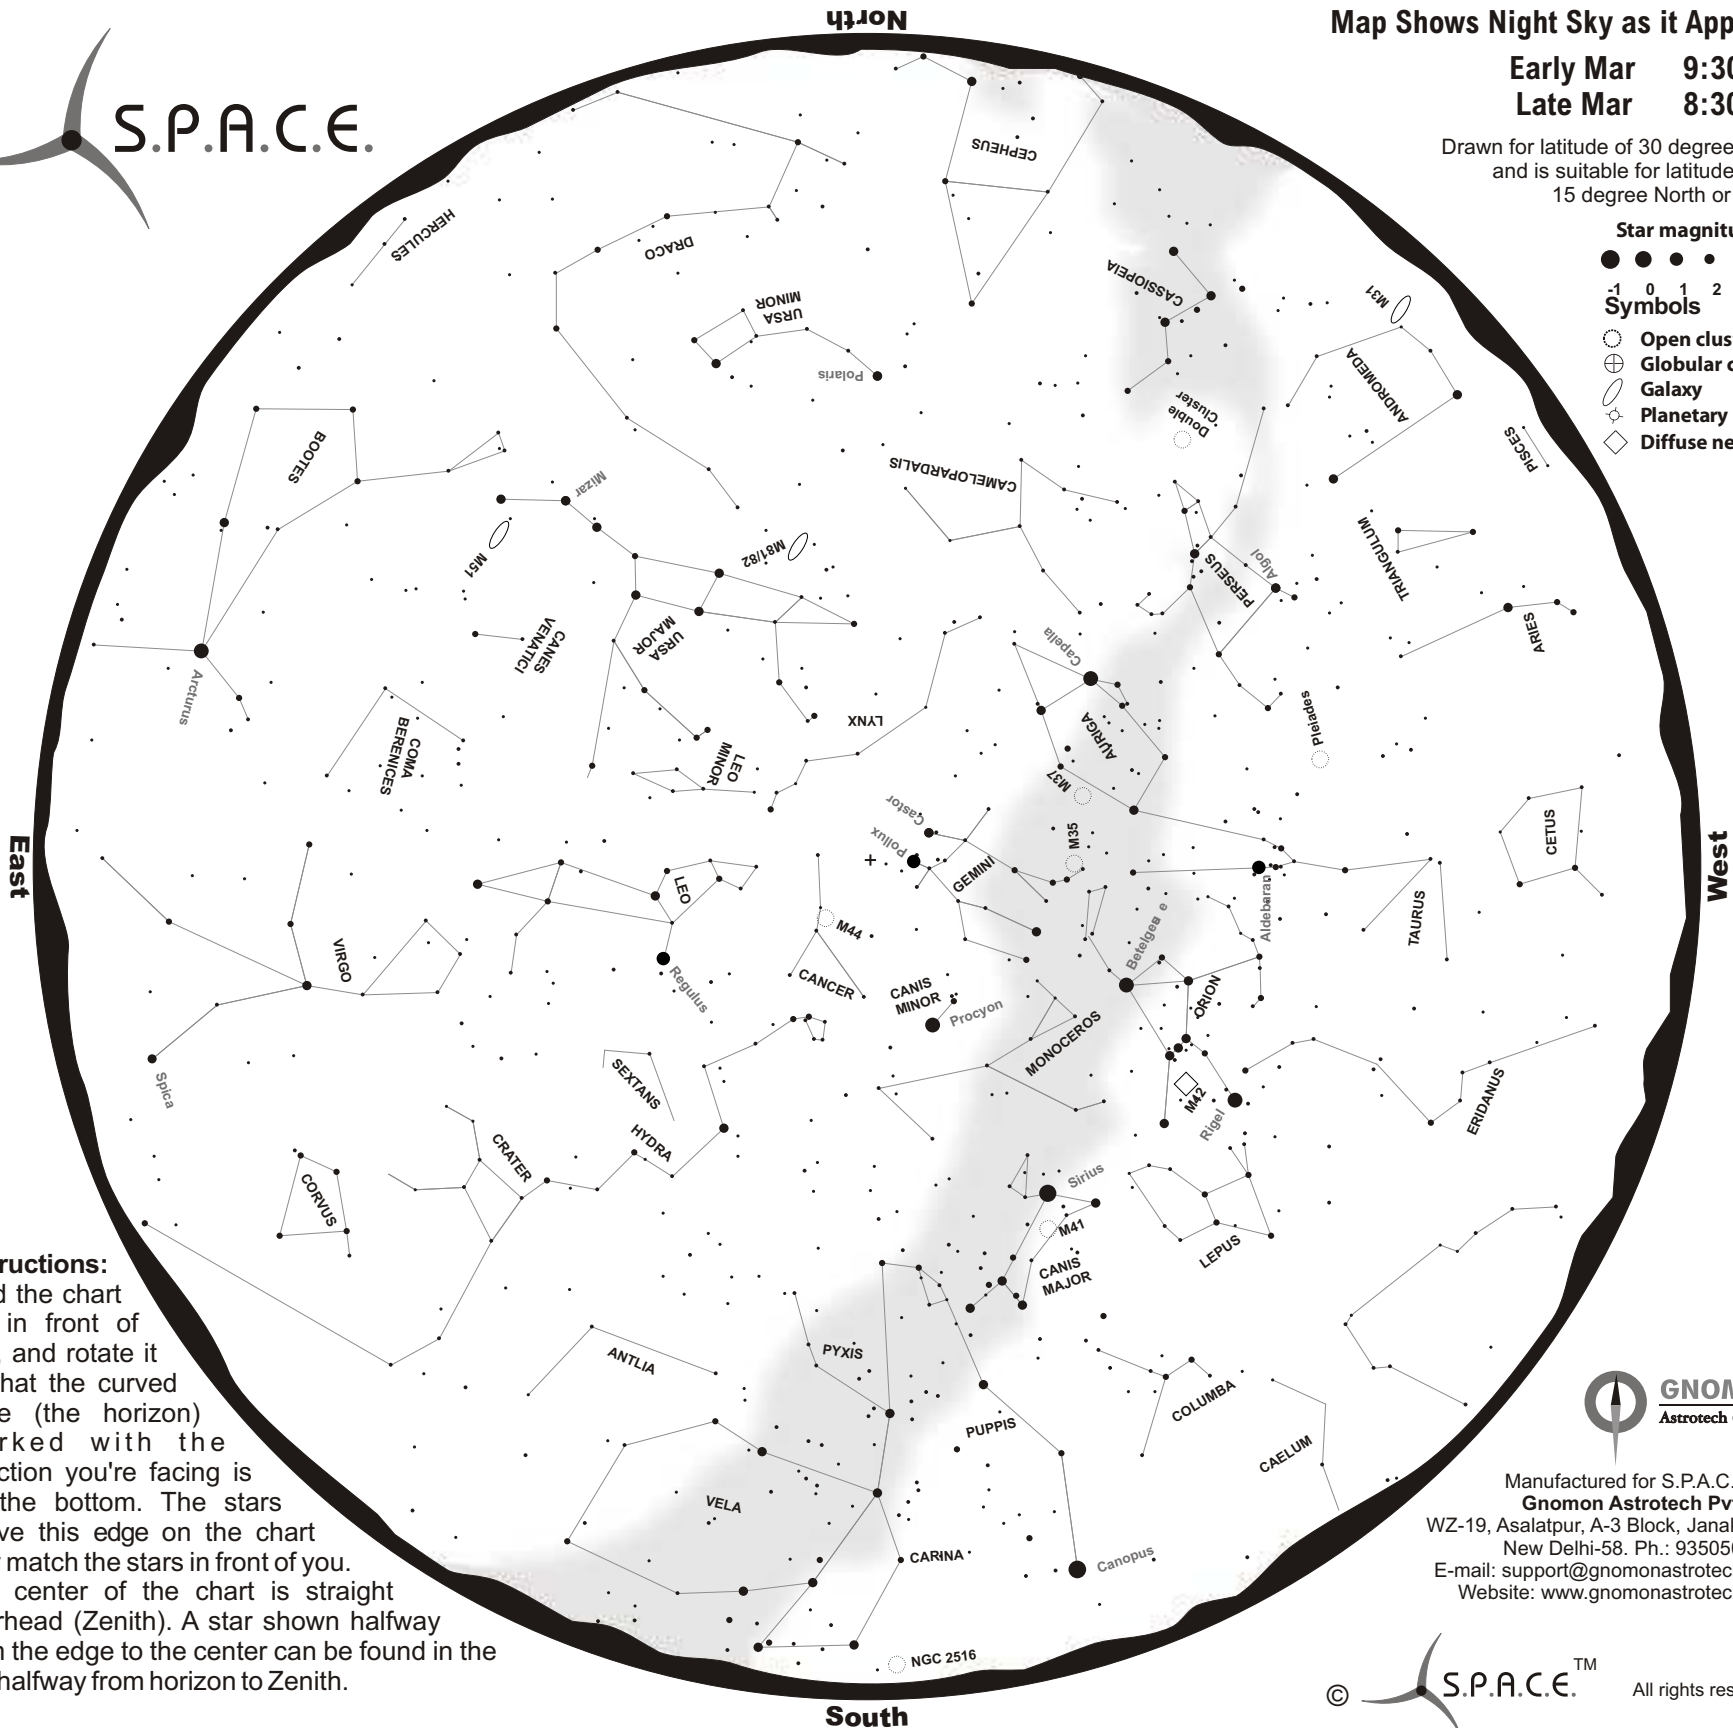 North
Map Shows Night Sky as it App
Early Mar 9:30
Late Mar 8:30
Drawn for latitude of 30 degree
and is suitable for latitude
15 degree North or
Star magnitu
-1 0 1 2
Symbols
Open clus
Globular c
Galaxy
Planetary
Diffuse ne
S.P.A.C.E.
CEPHEUS
HERCULES
DRACO
CASSIOPEIA
M31
URSA
MINOR
Polaris
ANDROMEDA
Double
Cluster
PISCES
BOOTES
Mizar
CAMELOPARDALIS
M51
M81/82
TRIANGULUM
PERSEUS
Algol
ARIES
CANES
VENATICI
URSA
MAJOR
Capella
Arcturus
Pleiades
LYNX
AURIGA
COMA
BERENICES
LEO
MINOR
M37
Castor
Pollux
M35
CETUS
East
West
GEMINI
LEO
Aldebaran
TAURUS
M44
Betelgeu e
VIRGO
Regulus
CANCER
CANIS
MINOR
Procyon
ORION
MONOCEROS
SEXTANS
Spica
M42
Rigel
ERIDANUS
HYDRA
CRATER
CORVUS
Sirius
M41
LEPUS
CANIS
MAJOR
PYXIS
ANTLIA
COLUMBA
PUPPIS
CAELUM
VELA
CARINA
Canopus
NGC 2516
South
ructions:
d the chart
in front of
, and rotate it
hat the curved
e (the horizon)
rked with the
ction you're facing is
the bottom. The stars
ve this edge on the chart
match the stars in front of you.
center of the chart is straight
rhead (Zenith). A star shown halfway
m the edge to the center can be found in the
halfway from horizon to Zenith.
GNOM
Astrotech
Manufactured for S.P.A.C.
Gnomon Astrotech Pv
WZ-19, Asalatpur, A-3 Block, Janak
New Delhi-58. Ph.: 93505
E-mail: support@gnomonastrotec
Website: www.gnomonastrotec
© S.P.A.C.E.™ All rights res